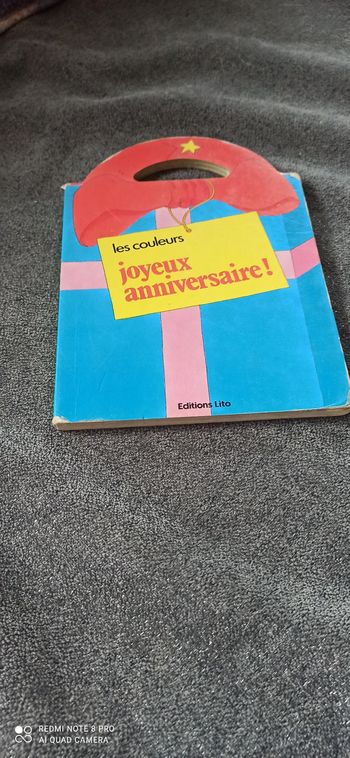 les couleurs
joyeux
anniversaire!
Editions Lito
REDMI NOTE 8 PRO
AI QUAD CAMERA